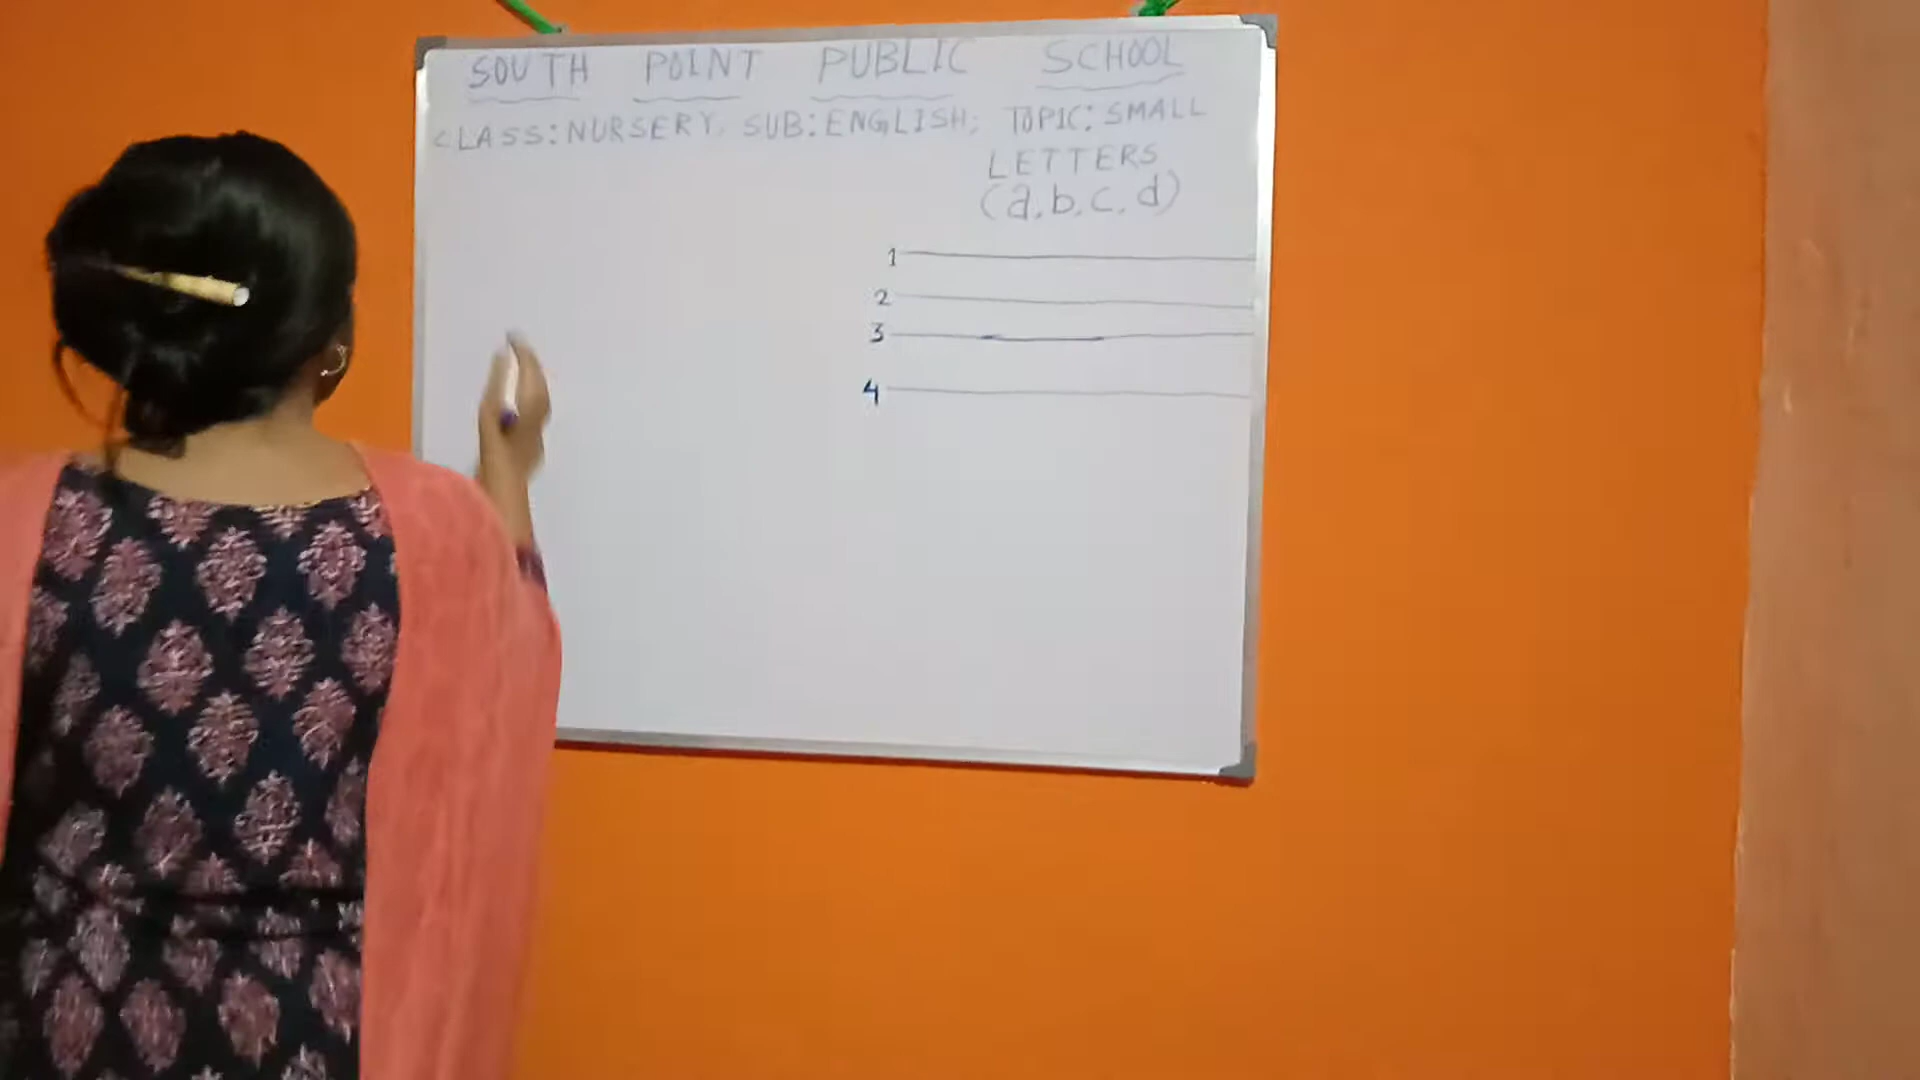 SOUTH POINT PUBLIC SCHOOL
CLASS: NURSERY, SUB: ENGLISH; TOPIC: SMALL
LETTERS
(a, b, c, d)
1
2
3
4